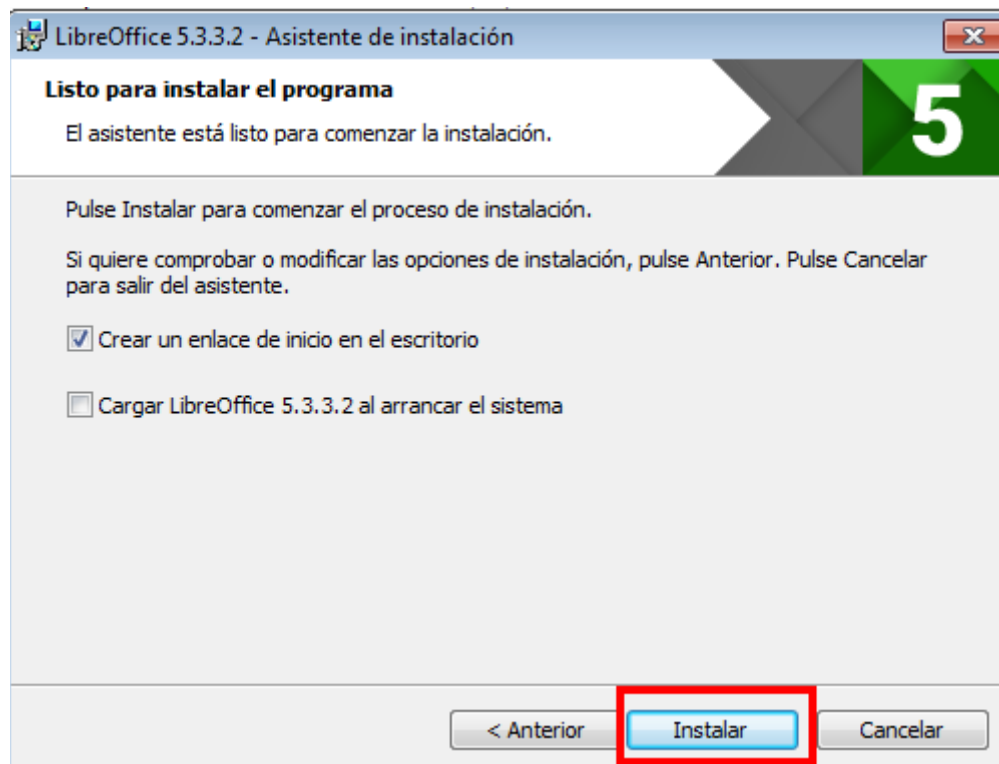 LibreOffice 5.3.3.2 - Asistente de instalación
Listo para instalar el programa
El asistente está listo para comenzar la instalación.
5
Pulse Instalar para comenzar el proceso de instalación.
Si quiere comprobar o modificar las opciones de instalación, pulse Anterior. Pulse Cancelar
para salir del asistente.
Crear un enlace de inicio en el escritorio
Cargar LibreOffice 5.3.3.2 al arrancar el sistema
< Anterior Instalar Cancelar